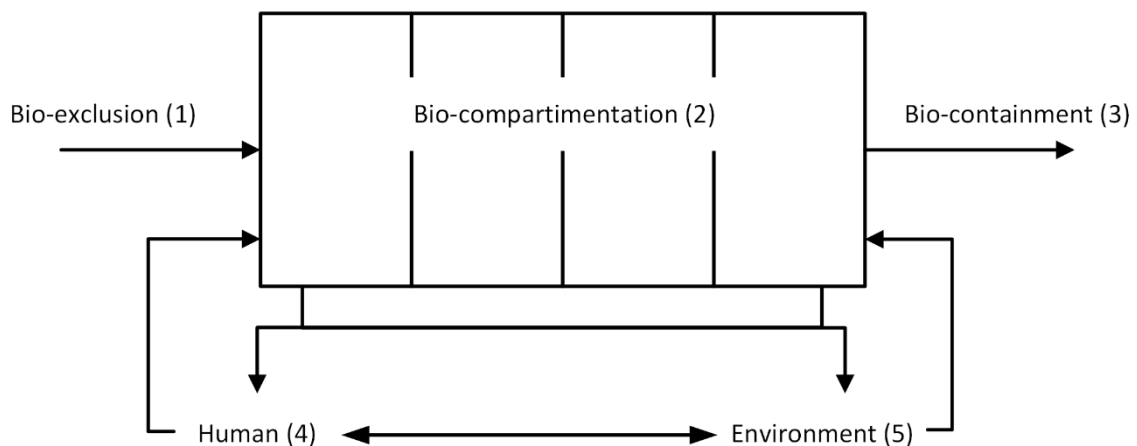 Bio-exclusion (1)
Bio-compartimentation (2)
Bio-containment (3)
Human (4)
Environment (5)